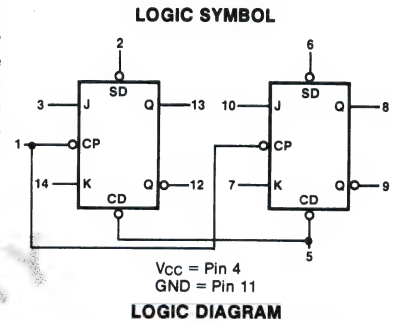 LOGIC SYMBOL
2 6
SD SD
3 J Q 13 10 J Q 8
1 CP CP
14 K Q 12 7 K Q 9
CD CD
5
VCC = Pin 4
GND = Pin 11
LOGIC DIAGRAM